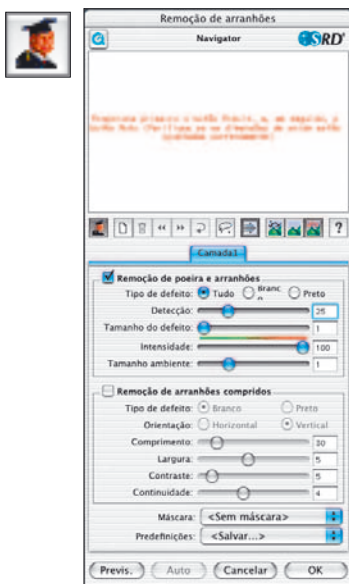 Remoção de arranhões
Navigator
SRD
?
Camada1
Remoção de poeira e arranhões
Tipo de defeito: Tudo Branco Preto
Detecção: 25
Tamanho do defeito: 1
Intensidade: 100
Tamanho ambiente: 1
Remoção de arranhões compridos
Tipo de defeito: Branco Preto
Orientação: Horizontal Vertical
Comprimento: 30
Largura: 5
Contraste: 5
Continuidade: 4
Máscara: <Sem máscara>
Predefinições: <Salvar...>
Previs. Auto Cancelar OK